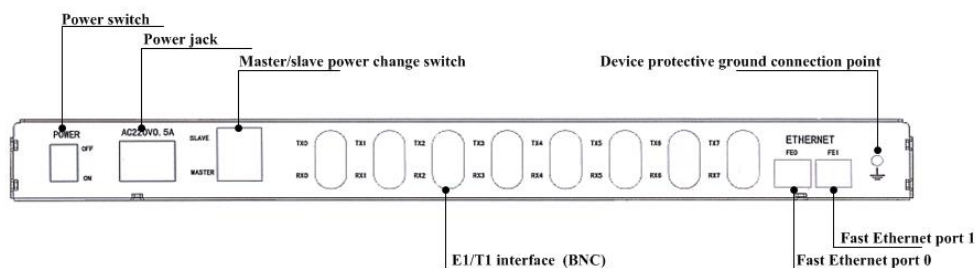 Power switch
Power jack
Master/slave power change switch
Device protective ground connection point
POWER
OFF
ON
AC220V0.5A
SLAVE
MASTER
TX0 TX1 TX2 TX3 TX4 TX5 TX6 TX7
RX0 RX1 RX2 RX3 RX4 RX5 RX6 RX7
ETHERNET
FE0 FE1
Fast Ethernet port 1
E1/T1 interface (BNC)
Fast Ethernet port 0